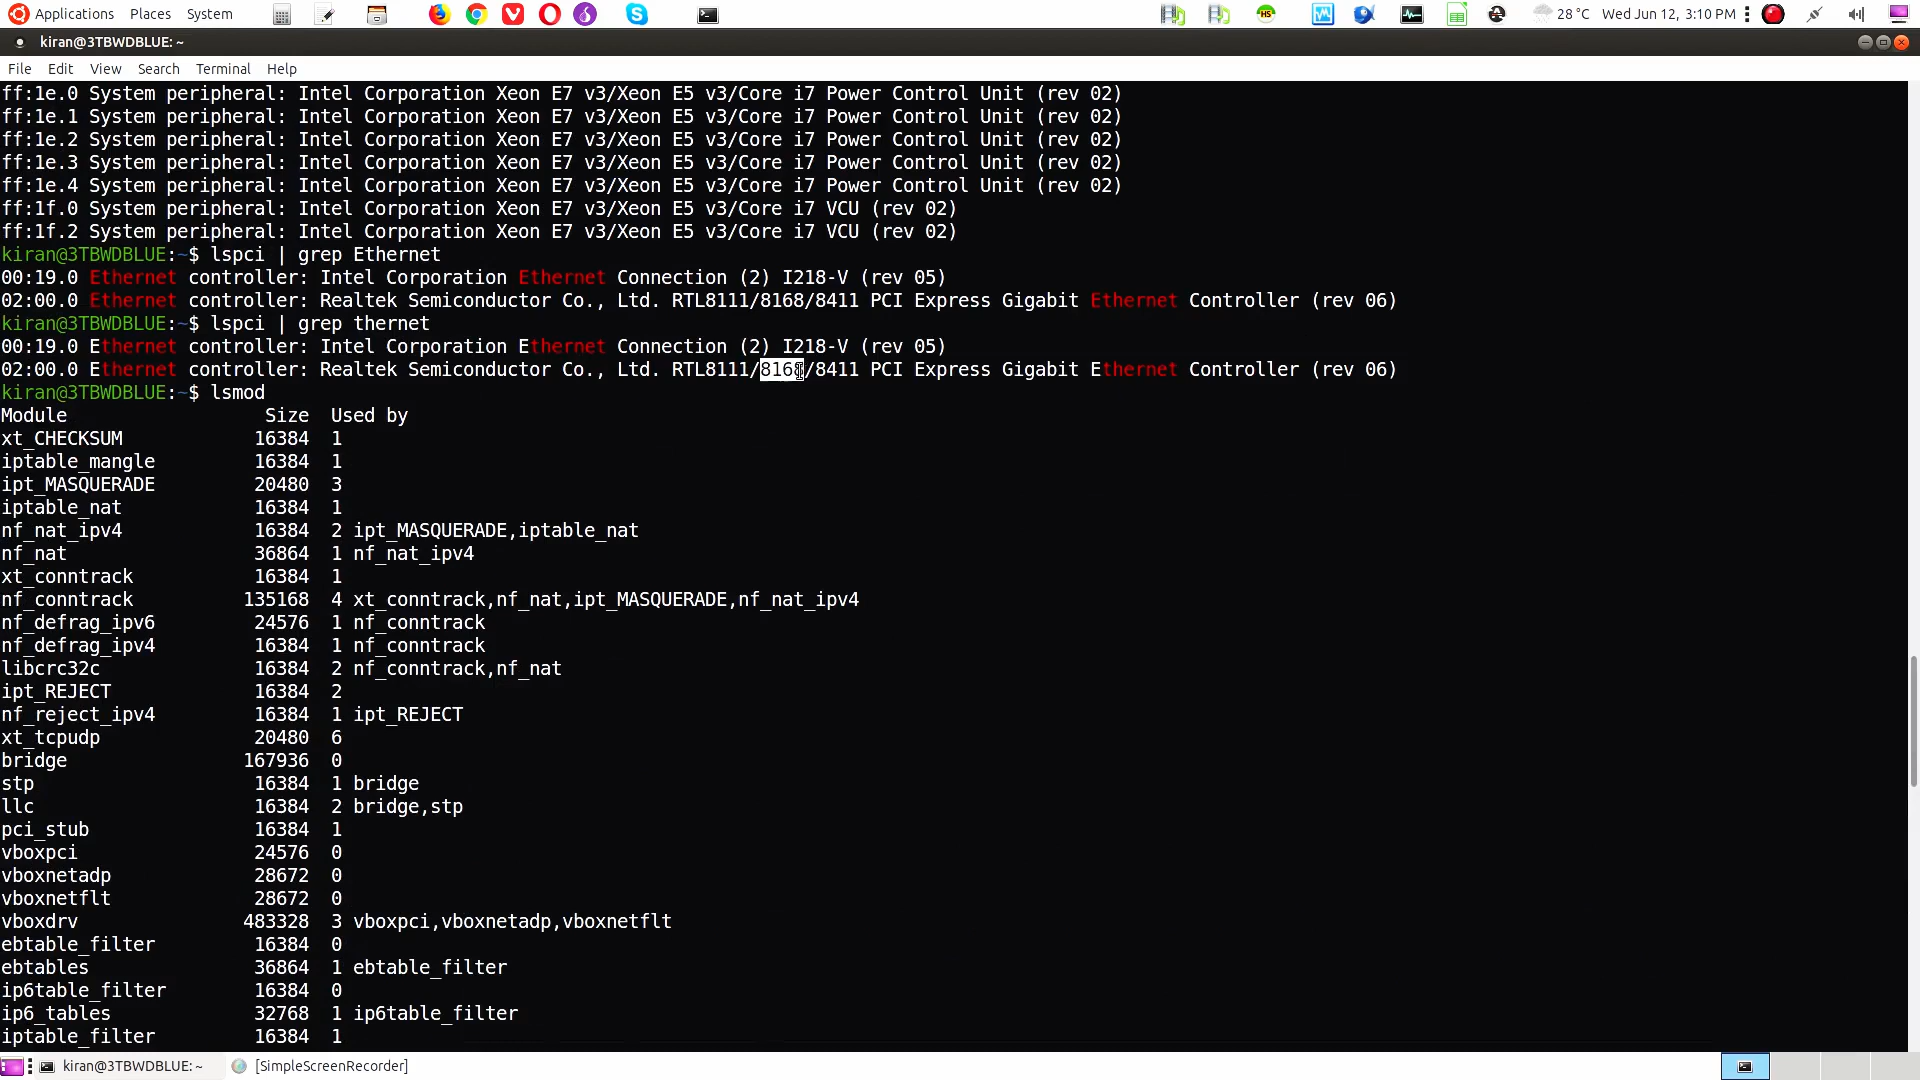 Applications Places System 28 °C Wed Jun 12, 3:10 PM
kiran@3TBWDBLUE: ~
File Edit View Search Terminal Help
ff:1e.0 System peripheral: Intel Corporation Xeon E7 v3/Xeon E5 v3/Core i7 Power Control Unit (rev 02)
ff:1e.1 System peripheral: Intel Corporation Xeon E7 v3/Xeon E5 v3/Core i7 Power Control Unit (rev 02)
ff:1e.2 System peripheral: Intel Corporation Xeon E7 v3/Xeon E5 v3/Core i7 Power Control Unit (rev 02)
ff:1e.3 System peripheral: Intel Corporation Xeon E7 v3/Xeon E5 v3/Core i7 Power Control Unit (rev 02)
ff:1e.4 System peripheral: Intel Corporation Xeon E7 v3/Xeon E5 v3/Core i7 Power Control Unit (rev 02)
ff:1f.0 System peripheral: Intel Corporation Xeon E7 v3/Xeon E5 v3/Core i7 VCU (rev 02)
ff:1f.2 System peripheral: Intel Corporation Xeon E7 v3/Xeon E5 v3/Core i7 VCU (rev 02)
kiran@3TBWDBLUE:~$ lspci | grep Ethernet
00:19.0 Ethernet controller: Intel Corporation Ethernet Connection (2) I218-V (rev 05)
02:00.0 Ethernet controller: Realtek Semiconductor Co., Ltd. RTL8111/8168/8411 PCI Express Gigabit Ethernet Controller (rev 06)
kiran@3TBWDBLUE:~$ lspci | grep thernet
00:19.0 Ethernet controller: Intel Corporation Ethernet Connection (2) I218-V (rev 05)
02:00.0 Ethernet controller: Realtek Semiconductor Co., Ltd. RTL8111/8168/8411 PCI Express Gigabit Ethernet Controller (rev 06)
kiran@3TBWDBLUE:~$ lsmod
Module Size Used by
xt_CHECKSUM 16384 1
iptable_mangle 16384 1
ipt_MASQUERADE 20480 3
iptable_nat 16384 1
nf_nat_ipv4 16384 2 ipt_MASQUERADE,iptable_nat
nf_nat 36864 1 nf_nat_ipv4
xt_conntrack 16384 1
nf_conntrack 135168 4 xt_conntrack,nf_nat,ipt_MASQUERADE,nf_nat_ipv4
nf_defrag_ipv6 24576 1 nf_conntrack
nf_defrag_ipv4 16384 1 nf_conntrack
libcrc32c 16384 2 nf_conntrack,nf_nat
ipt_REJECT 16384 2
nf_reject_ipv4 16384 1 ipt_REJECT
xt_tcpudp 20480 6
bridge 167936 0
stp 16384 1 bridge
llc 16384 2 bridge,stp
pci_stub 16384 1
vboxpci 24576 0
vboxnetadp 28672 0
vboxnetflt 28672 0
vboxdrv 483328 3 vboxpci,vboxnetadp,vboxnetflt
ebtable_filter 16384 0
ebtables 36864 1 ebtable_filter
ip6table_filter 16384 0
ip6_tables 32768 1 ip6table_filter
iptable_filter 16384 1
kiran@3TBWDBLUE: ~ [SimpleScreenRecorder]